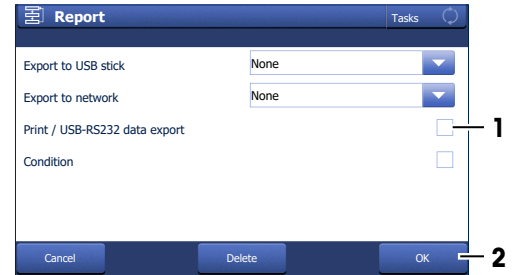 Report
Tasks
Export to USB stick
None
Export to network
None
Print / USB-RS232 data export
1
Condition
Cancel
Delete
OK
2